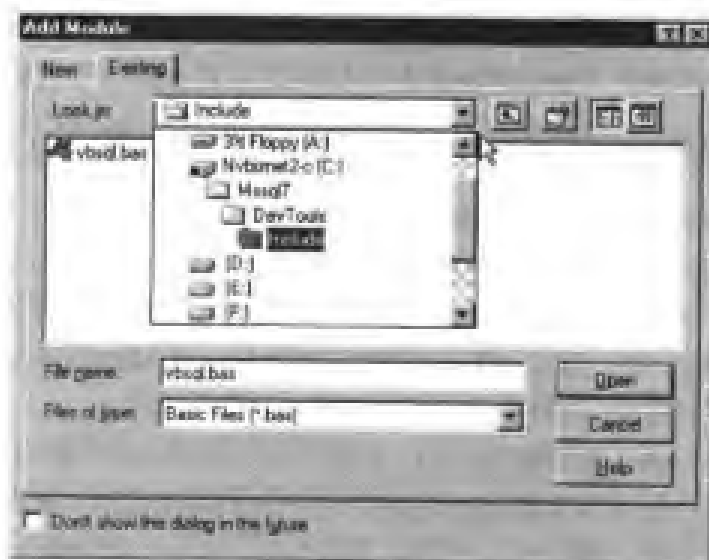 Add Module
New Existing
Look in: Include
vbsql.bas
3½ Floppy (A:)
Nvbisnet2-c (C:)
Mssql7
DevTools
Include
(D:)
(E:)
(F:)
File name: vbsql.bas
Open
Files of type: Basic Files (*.bas)
Cancel
Help
Don't show this dialog in the future